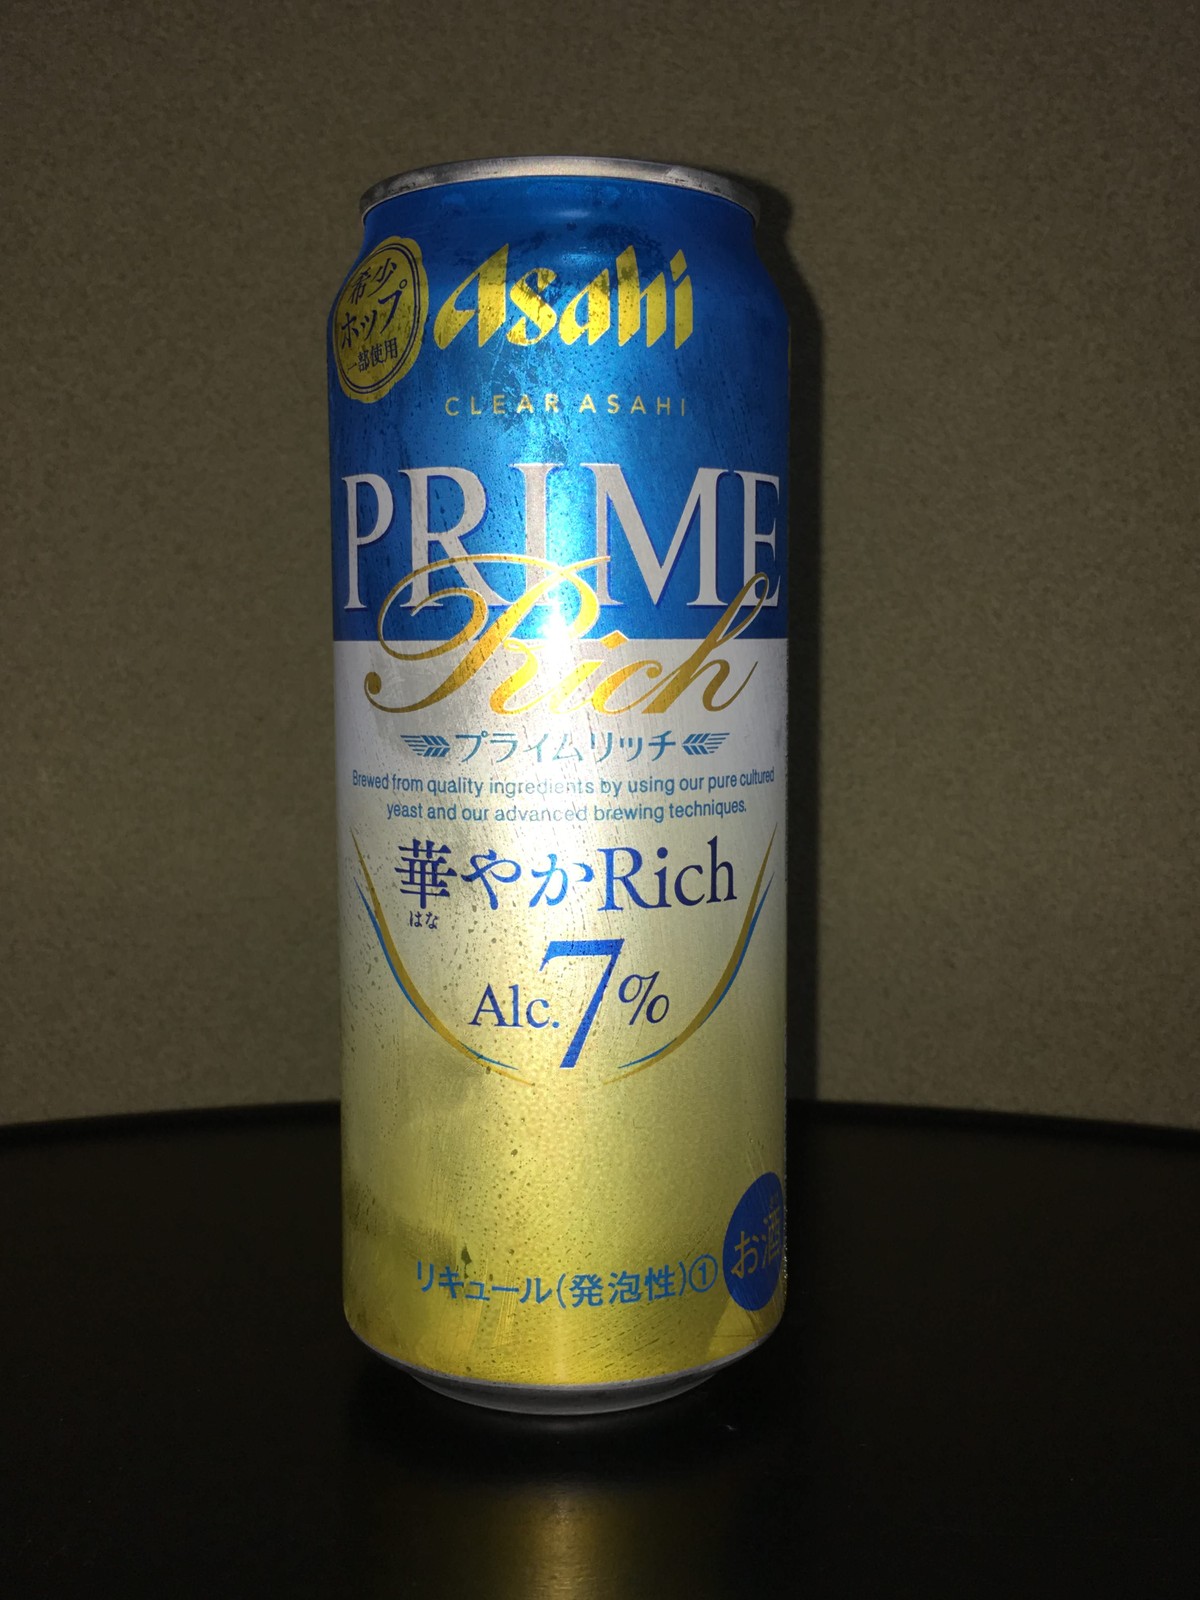 希少
ホップ
一部使用
Asahi
CLEAR ASAHI
PRIME
Rich
プライムリッチ
Brewed from quality ingredients by using our pure cultured
yeast and our advanced brewing techniques.
華やかRich
はな
Alc.7%
お酒
リキュール(発泡性)①